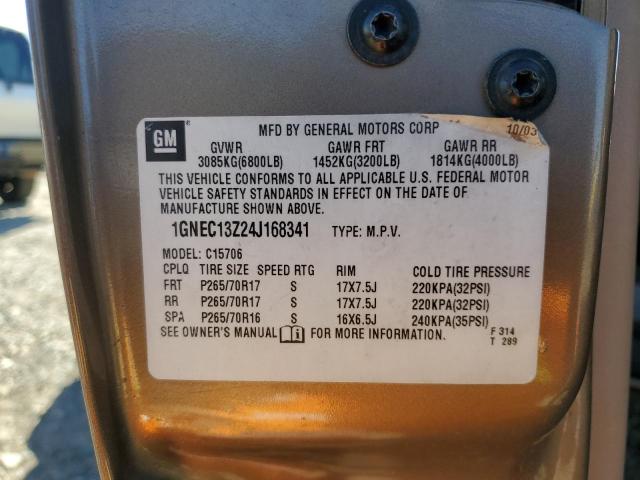 GM
MFD BY GENERAL MOTORS CORP 10/03
GVWR GAWR FRT GAWR RR
3085KG(6800LB) 1452KG(3200LB) 1814KG(4000LB)
THIS VEHICLE CONFORMS TO ALL APPLICABLE U.S. FEDERAL MOTOR
VEHICLE SAFETY STANDARDS IN EFFECT ON THE DATE OF
MANUFACTURE SHOWN ABOVE.
1GNEC13Z24J168341 TYPE: M.P.V.
MODEL: C15706
CPLQ TIRE SIZE SPEED RTG RIM COLD TIRE PRESSURE
FRT P265/70R17 S 17X7.5J 220KPA(32PSI)
RR P265/70R17 S 17X7.5J 220KPA(32PSI)
SPA P265/70R16 S 16X6.5J 240KPA(35PSI)
SEE OWNER'S MANUAL FOR MORE INFORMATION. F 314
T 289